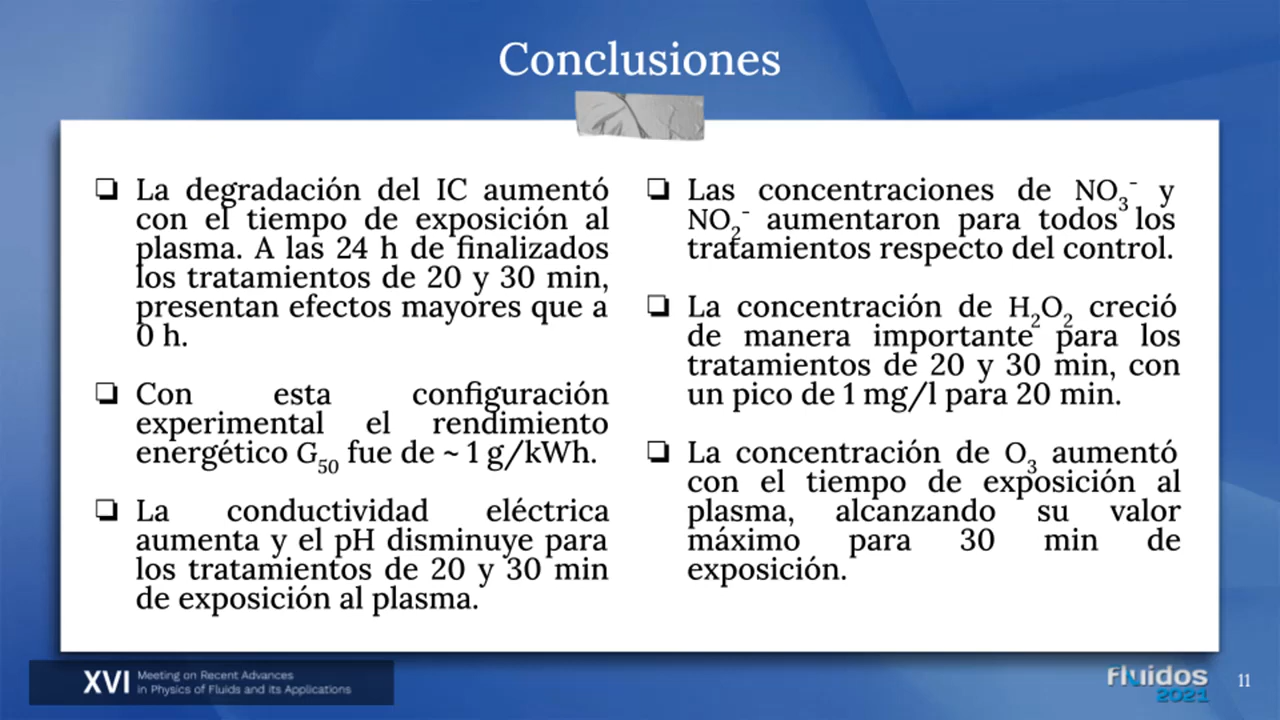 Conclusiones
❏ La degradación del IC aumentó
con el tiempo de exposición al
plasma. A las 24 h de finalizados
los tratamientos de 20 y 30 min,
presentan efectos mayores que a
0 h.
❏ Con esta configuración
experimental el rendimiento
energético G50 fue de ~ 1 g/kWh.
❏ La conductividad eléctrica
aumenta y el pH disminuye para
los tratamientos de 20 y 30 min
de exposición al plasma.
❏ Las concentraciones de NO3- y
NO2- aumentaron para todos los
tratamientos respecto del control.
❏ La concentración de H2O2 creció
de manera importante para los
tratamientos de 20 y 30 min, con
un pico de 1 mg/l para 20 min.
❏ La concentración de O3 aumentó
con el tiempo de exposición al
plasma, alcanzando su valor
máximo para 30 min de
exposición.
XVI Meeting on Recent Advances
in Physics of Fluids and its Applications
fluidos
2021
11